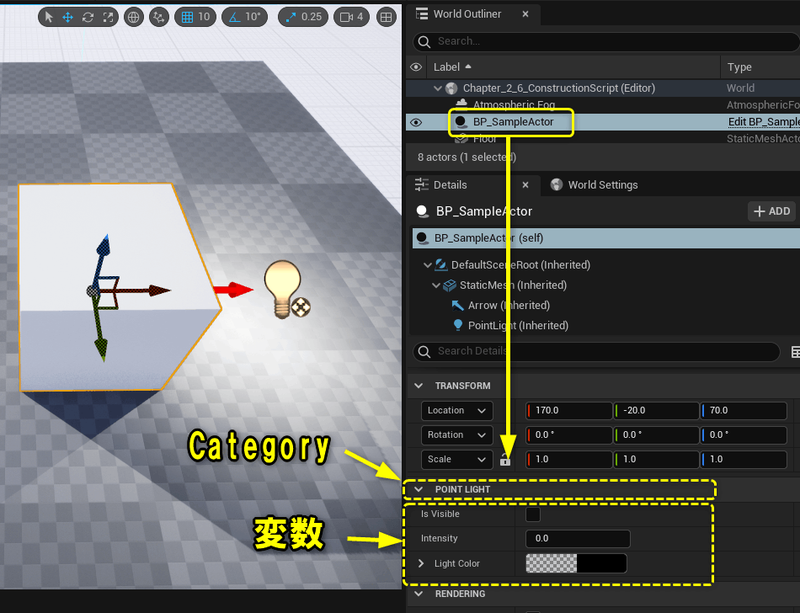 10 10° 0.25 4
World Outliner ×
Search...
Label Type
Chapter_2_6_ConstructionScript (Editor) World
Atmospheric Fog AtmosphericFo
BP_SampleActor Edit BP_Sample
Floor StaticMeshActo
8 actors (1 selected)
Details × World Settings
BP_SampleActor + ADD
BP_SampleActor (self)
DefaultSceneRoot (Inherited)
StaticMesh (Inherited)
Arrow (Inherited)
PointLight (Inherited)
Search Details
TRANSFORM
Location 170.0 -20.0 70.0
Rotation 0.0 ° 0.0 ° 0.0 °
Scale 1.0 1.0 1.0
Category
POINT LIGHT
変数
Is Visible
Intensity 0.0
Light Color
RENDERING